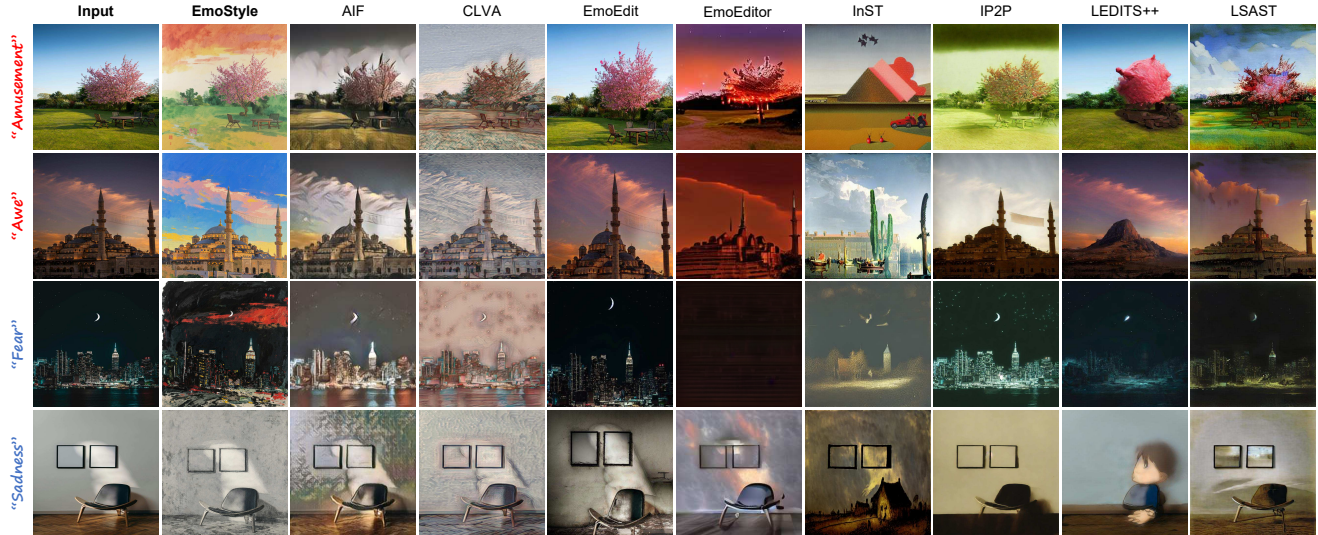 Input EmoStyle AIF CLVA EmoEdit EmoEditor InST IP2P LEDITS++ LSAST
“Amusement”
“Awe”
“Fear”
“Sadness”